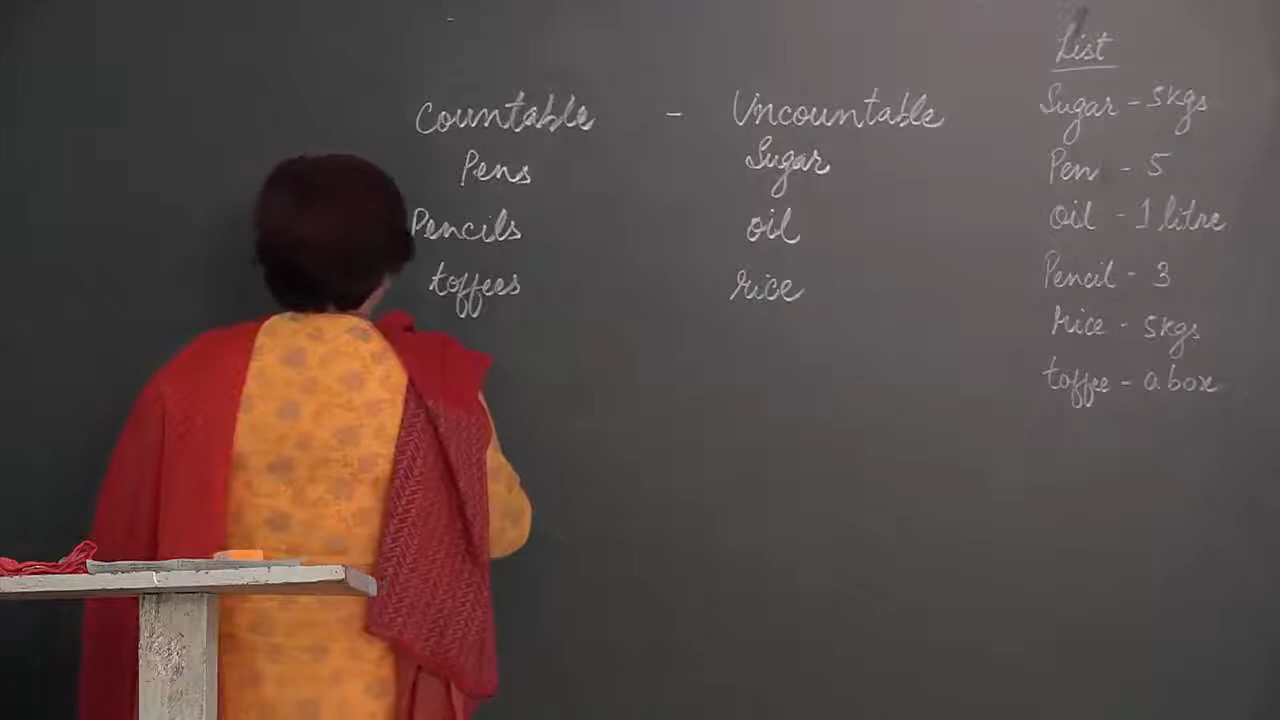 Countable - Uncountable
Pens Sugar
Pencils oil
toffees rice
List
Sugar - 5kgs
Pen - 5
oil - 1 litre
Pencil - 3
rice - 5kgs
toffee - a box